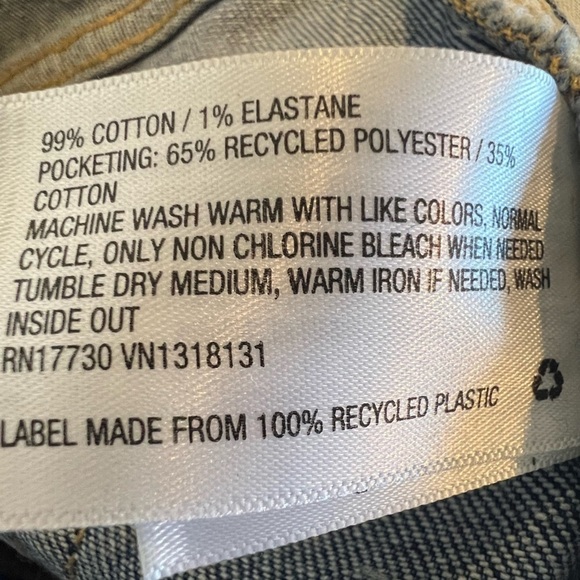 99% COTTON / 1% ELASTANE
POCKETING: 65% RECYCLED POLYESTER / 35%
COTTON
MACHINE WASH WARM WITH LIKE COLORS, NORMAL
CYCLE, ONLY NON CHLORINE BLEACH WHEN NEEDED
TUMBLE DRY MEDIUM, WARM IRON IF NEEDED, WASH
INSIDE OUT
RN17730 VN1318131
LABEL MADE FROM 100% RECYCLED PLASTIC